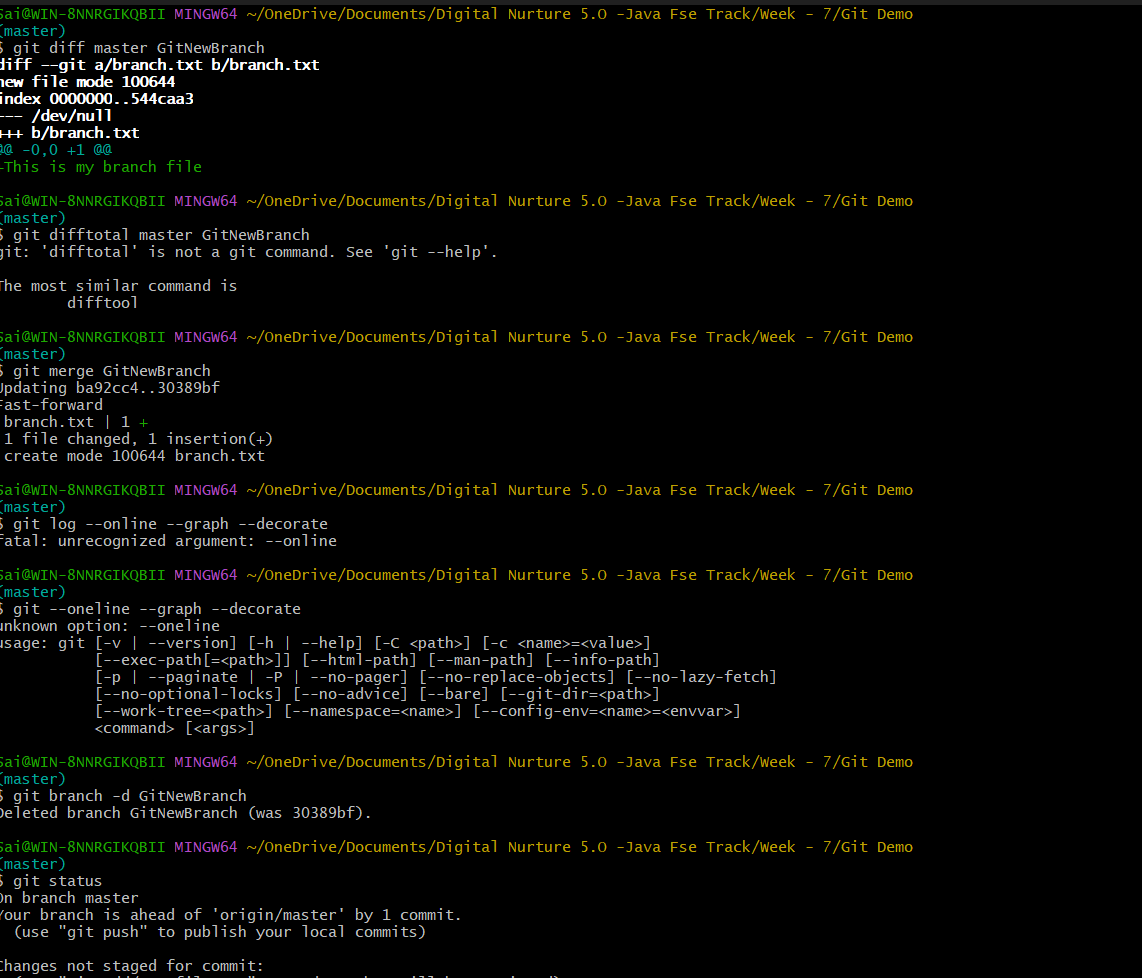 Sai@WIN-8NNRGIKQBII MINGW64 ~/OneDrive/Documents/Digital Nurture 5.0 -Java Fse Track/Week - 7/Git Demo
(master)
$ git diff master GitNewBranch
diff --git a/branch.txt b/branch.txt
new file mode 100644
index 0000000..544caa3
--- /dev/null
+++ b/branch.txt
@@ -0,0 +1 @@
+This is my branch file
Sai@WIN-8NNRGIKQBII MINGW64 ~/OneDrive/Documents/Digital Nurture 5.0 -Java Fse Track/Week - 7/Git Demo
(master)
$ git difftotal master GitNewBranch
git: 'difftotal' is not a git command. See 'git --help'.
The most similar command is
difftool
Sai@WIN-8NNRGIKQBII MINGW64 ~/OneDrive/Documents/Digital Nurture 5.0 -Java Fse Track/Week - 7/Git Demo
(master)
$ git merge GitNewBranch
Updating ba92cc4..30389bf
Fast-forward
branch.txt | 1 +
1 file changed, 1 insertion(+)
create mode 100644 branch.txt
Sai@WIN-8NNRGIKQBII MINGW64 ~/OneDrive/Documents/Digital Nurture 5.0 -Java Fse Track/Week - 7/Git Demo
(master)
$ git log --online --graph --decorate
fatal: unrecognized argument: --online
Sai@WIN-8NNRGIKQBII MINGW64 ~/OneDrive/Documents/Digital Nurture 5.0 -Java Fse Track/Week - 7/Git Demo
(master)
$ git --oneline --graph --decorate
unknown option: --oneline
usage: git [-v | --version] [-h | --help] [-C <path>] [-c <name>=<value>]
[--exec-path[=<path>]] [--html-path] [--man-path] [--info-path]
[-p | --paginate | -P | --no-pager] [--no-replace-objects] [--no-lazy-fetch]
[--no-optional-locks] [--no-advice] [--bare] [--git-dir=<path>]
[--work-tree=<path>] [--namespace=<name>] [--config-env=<name>=<envvar>]
<command> [<args>]
Sai@WIN-8NNRGIKQBII MINGW64 ~/OneDrive/Documents/Digital Nurture 5.0 -Java Fse Track/Week - 7/Git Demo
(master)
$ git branch -d GitNewBranch
Deleted branch GitNewBranch (was 30389bf).
Sai@WIN-8NNRGIKQBII MINGW64 ~/OneDrive/Documents/Digital Nurture 5.0 -Java Fse Track/Week - 7/Git Demo
(master)
$ git status
On branch master
Your branch is ahead of 'origin/master' by 1 commit.
(use "git push" to publish your local commits)
Changes not staged for commit: